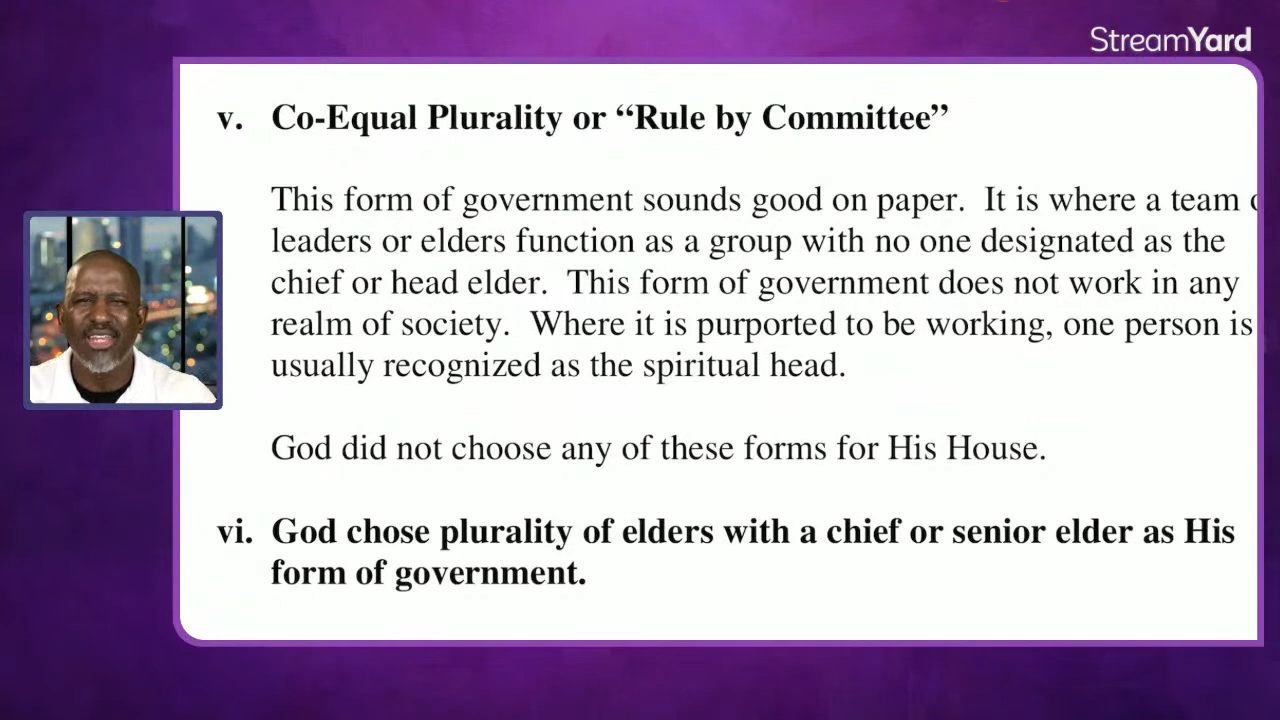 StreamYard
v. Co-Equal Plurality or “Rule by Committee”
This form of government sounds good on paper. It is where a team
leaders or elders function as a group with no one designated as the
chief or head elder. This form of government does not work in any
realm of society. Where it is purported to be working, one person is
usually recognized as the spiritual head.
God did not choose any of these forms for His House.
vi. God chose plurality of elders with a chief or senior elder as His
form of government.